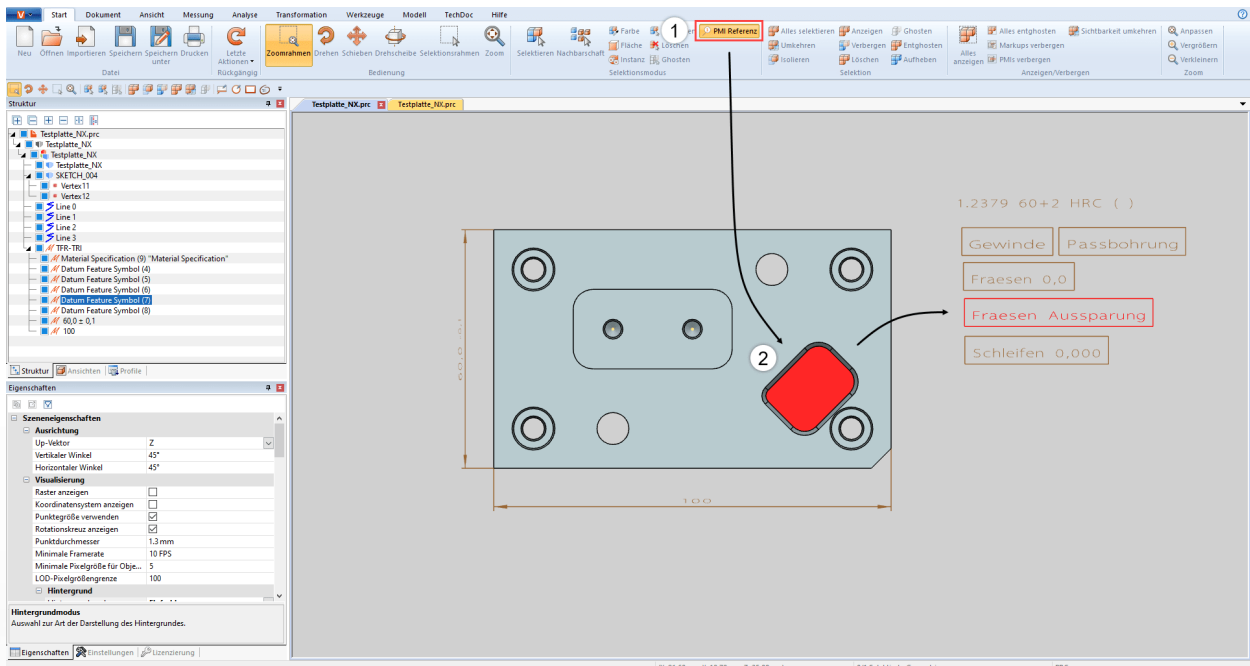 Start Dokument Ansicht Messung Analyse Transformation Werkzeuge Modell TechDoc Hilfe
Neu Öffnen Importieren Speichern Speichern unter Drucken
Letzte Aktionen
Zoomrahmen Drehen Schieben Drehscheibe Selektionsrahmen Zoom
Selektieren Nachbarschaft
Farbe
Fläche Löschen
Instanz Ghosten
1
PMI Referenz
Alles selektieren Anzeigen Ghosten
Umkehren Verbergen Entghosten
Isolieren Löschen Aufheben
Alles anzeigen
Alles entghosten Sichtbarkeit umkehren
Markups verbergen
PMIs verbergen
Anpassen
Vergrößern
Verkleinern
Datei Rückgängig Bedienung Selektionsmodus Selektion Anzeigen/Verbergen Zoom
Struktur
Testplatte_NX.prc Testplatte_NX.prc
Testplatte_NX.prc
Testplatte_NX
Testplatte_NX
Testplatte_NX
SKETCH_004
Vertex11
Vertex12
Line 0
Line 1
Line 2
Line 3
TFR-TRI
Material Specification (9) "Material Specification"
Datum Feature Symbol (4)
Datum Feature Symbol (5)
Datum Feature Symbol (6)
Datum Feature Symbol (7)
Datum Feature Symbol (8)
60,0 ± 0,1
100
Struktur Ansichten Profile
Eigenschaften
Szeneneigenschaften
Ausrichtung
Up-Vektor Z
Vertikaler Winkel 45°
Horizontaler Winkel 45°
Visualisierung
Raster anzeigen
Koordinatensystem anzeigen
Punktegröße verwenden
Rotationskreuz anzeigen
Punktdurchmesser 1.3 mm
Minimale Framerate 10 FPS
Minimale Pixelgröße für Obje... 5
LOD-Pixelgrößengrenze 100
Hintergrund
Hintergrundmodus
Auswahl zur Art der Darstellung des Hintergrundes.
Eigenschaften Einstellungen Lizenzierung
1.2379 60+2 HRC ( )
Gewinde Passbohrung
Fraesen 0,0
Fraesen Aussparung
Schleifen 0,000
2
100